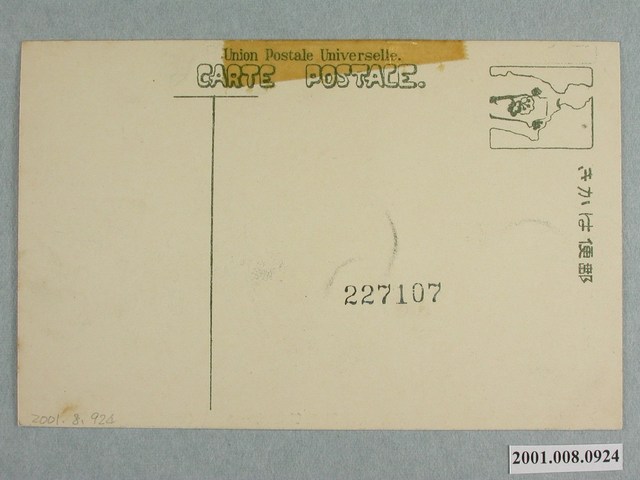 Union Postale Universelle.
CARTE POSTALE.
きかは便郵
227107
2001.8.924
2001.008.0924